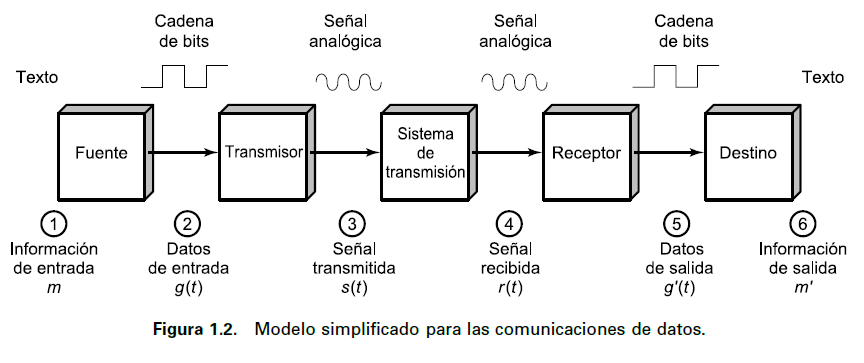 Cadena
de bits
Señal
analógica
Señal
analógica
Cadena
de bits
Texto
Texto
Fuente
Transmisor
Sistema
de
transmisión
Receptor
Destino
1
Información
de entrada
m
2
Datos
de entrada
g(t)
3
Señal
transmitida
s(t)
4
Señal
recibida
r(t)
5
Datos
de salida
g'(t)
6
Información
de salida
m'
Figura 1.2. Modelo simplificado para las comunicaciones de datos.